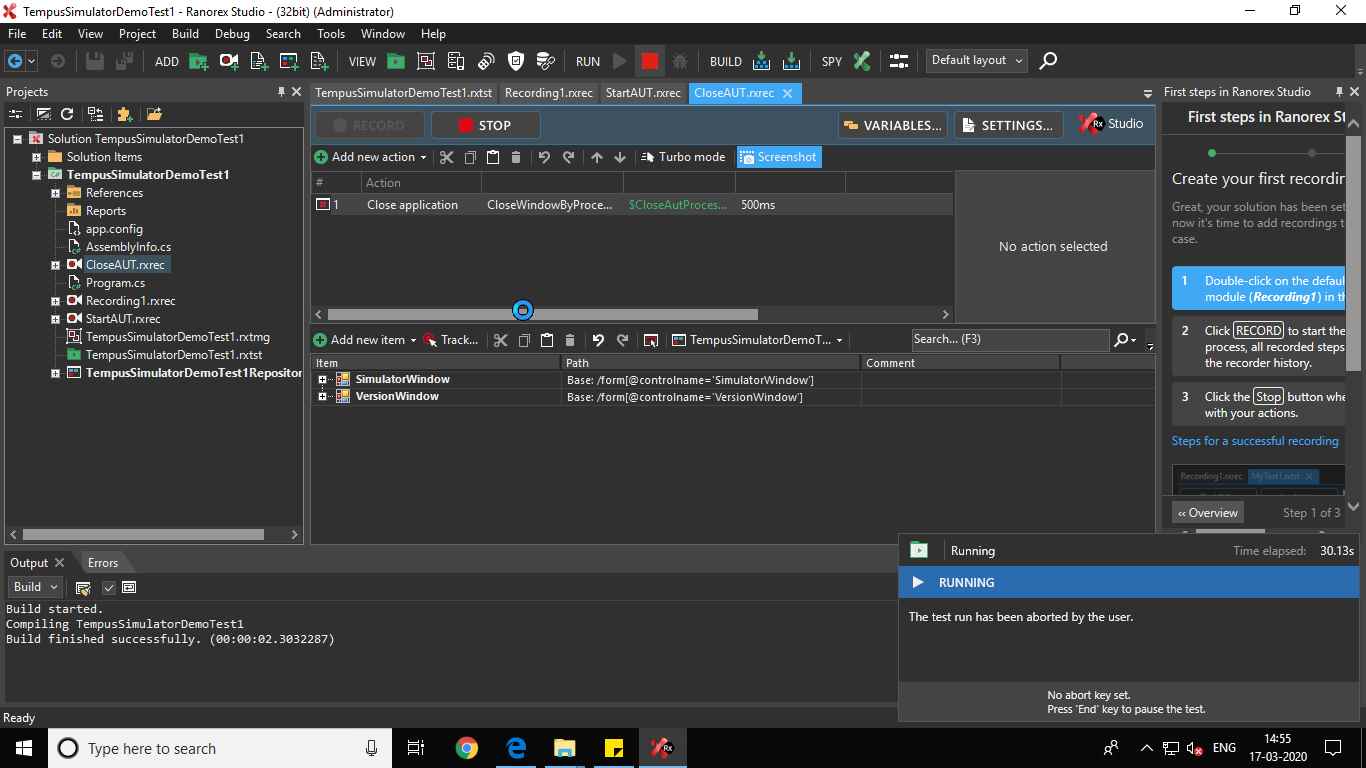 TempusSimulatorDemoTest1 - Ranorex Studio - (32bit) (Administrator)
File Edit View Project Build Debug Search Tools Window Help
ADD VIEW RUN BUILD SPY Default layout
Projects
Solution TempusSimulatorDemoTest1
Solution Items
TempusSimulatorDemoTest1
References
Reports
app.config
AssemblyInfo.cs
CloseAUT.rxrec
Program.cs
Recording1.rxrec
StartAUT.rxrec
TempusSimulatorDemoTest1.rxtmg
TempusSimulatorDemoTest1.rxtst
TempusSimulatorDemoTest1Repositor
TempusSimulatorDemoTest1.rxtst Recording1.rxrec StartAUT.rxrec CloseAUT.rxrec
RECORD STOP VARIABLES... SETTINGS... Rx Studio
Add new action Turbo mode Screenshot
# Action
1 Close application CloseWindowByProce... $CloseAutProces... 500ms
No action selected
Add new item Track... TempusSimulatorDemoT... Search... (F3)
Item Path Comment
SimulatorWindow Base: /form[@controlname='SimulatorWindow']
VersionWindow Base: /form[@controlname='VersionWindow']
First steps in Ranorex Studio
First steps in Ranorex St
Create your first recordin
Great, your solution has been set
now it's time to add recordings t
case.
1 Double-click on the defaul
module (Recording1) in th
2 Click RECORD to start the
process, all recorded steps
the recorder history.
3 Click the Stop button whe
with your actions.
Steps for a successful recording
Recording1.rxrec MyTest1.rxtst
‹‹ Overview Step 1 of 3
Output Errors
Build
Build started.
Compiling TempusSimulatorDemoTest1
Build finished successfully. (00:00:02.3032287)
Running Time elapsed: 30.13s
RUNNING
The test run has been aborted by the user.
No abort key set.
Press 'End' key to pause the test.
Ready
Type here to search
Rx
ENG
14:55
17-03-2020